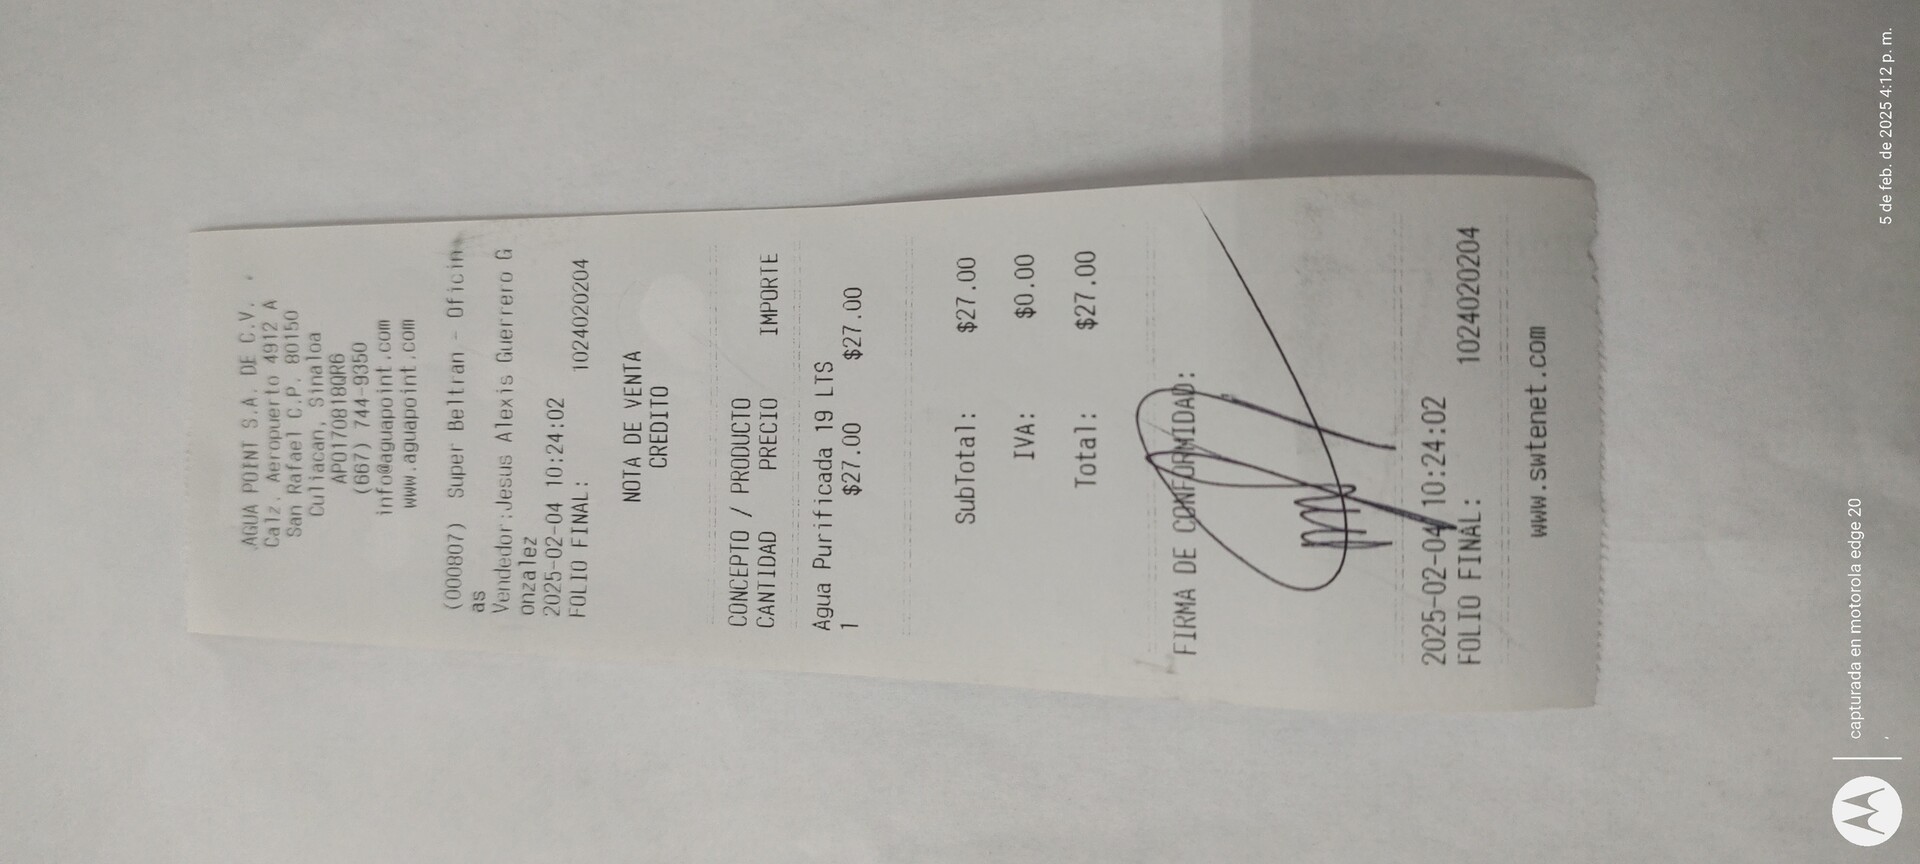 AGUA POINT S.A. DE C.V.
Calz. Aeropuerto 4912 A
San Rafael C.P. 80150
Culiacan, Sinaloa
APO170818QR6
(667) 744-9350
info@aguapoint.com
www.aguapoint.com
(000807) Super Beltran - Oficin
as
Vendedor:Jesus Alexis Guerrero G
onzalez
2025-02-04 10:24:02
FOLIO FINAL: 1024020204
NOTA DE VENTA
CREDITO
CONCEPTO / PRODUCTO
CANTIDAD PRECIO IMPORTE
Agua Purificada 19 LTS
1 $27.00 $27.00
SubTotal: $27.00
IVA: $0.00
Total: $27.00
FIRMA DE CONFORMIDAD:
2025-02-04 10:24:02
FOLIO FINAL: 1024020204
www.swtenet.com
capturada en motorola edge 20
5 de feb. de 2025 4:12 p. m.